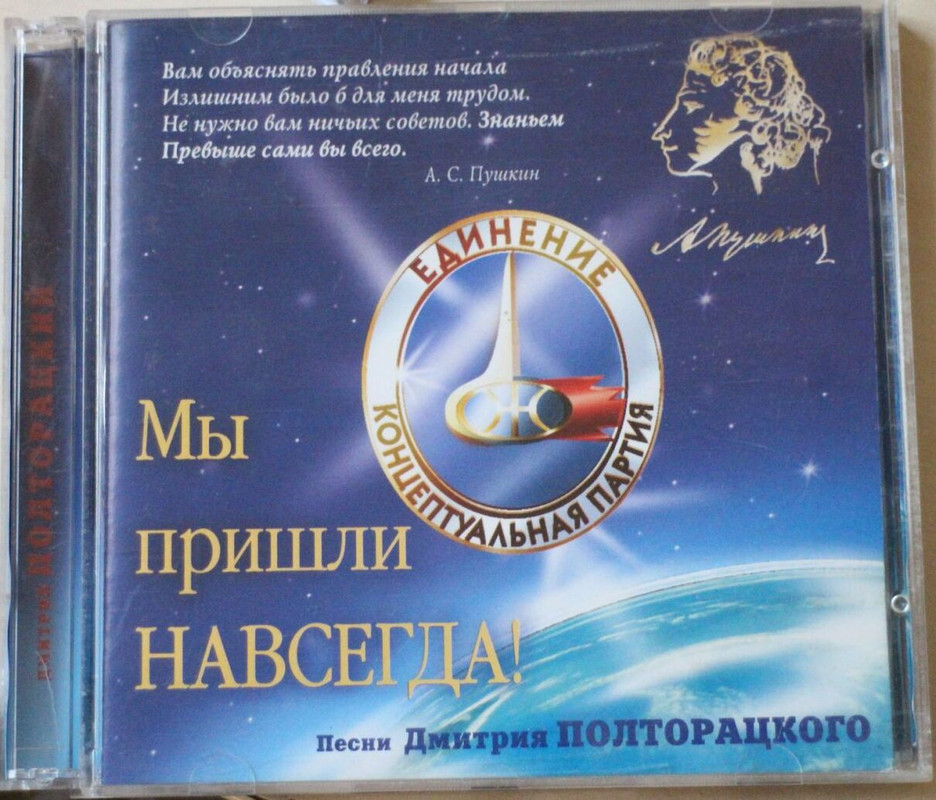 Вам объяснять правления начала
Излишним было б для меня трудом.
Не нужно вам ничьих советов. Знаньем
Превыше сами вы всего.
А. С. Пушкин
АПушкин
ЕДИНЕНИЕ
КОНЦЕПТУАЛЬНАЯ ПАРТИЯ
Мы
пришли
НАВСЕГДА!
Песни Дмитрия ПОЛТОРАЦКОГО
ДМИТРИЙ ПОЛТОРАЦКИЙ